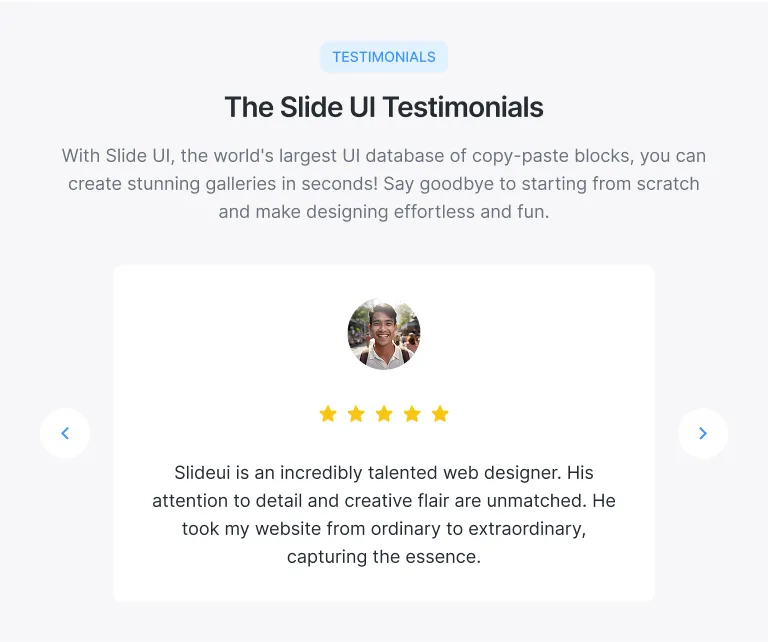 TESTIMONIALS
The Slide UI Testimonials
With Slide UI, the world's largest UI database of copy-paste blocks, you can
create stunning galleries in seconds! Say goodbye to starting from scratch
and make designing effortless and fun.
Slideui is an incredibly talented web designer. His
attention to detail and creative flair are unmatched. He
took my website from ordinary to extraordinary,
capturing the essence.